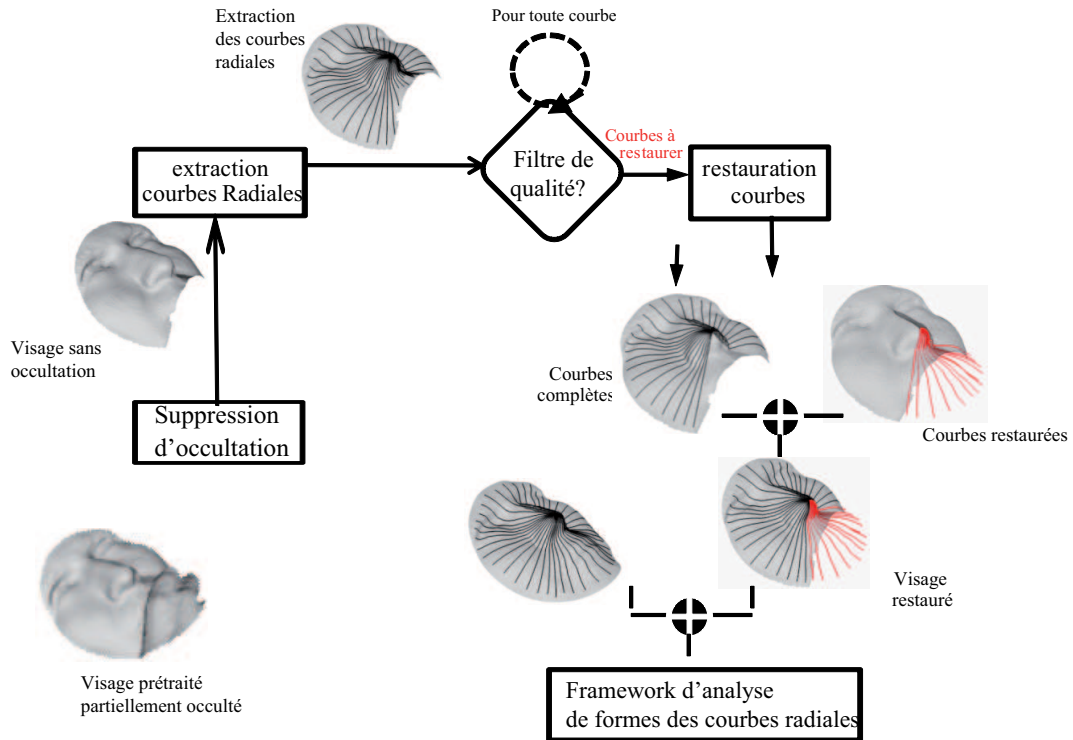 Extraction
des courbes
radiales
Pour toute courbe
Courbes à
restaurer
extraction
courbes Radiales
Filtre de
qualité?
restauration
courbes
Visage sans
occultation
Courbes
complètes
Suppression
d'occultation
Courbes restaurées
Visage
restauré
Visage prétraité
partiellement occulté
Framework d'analyse
de formes des courbes radiales